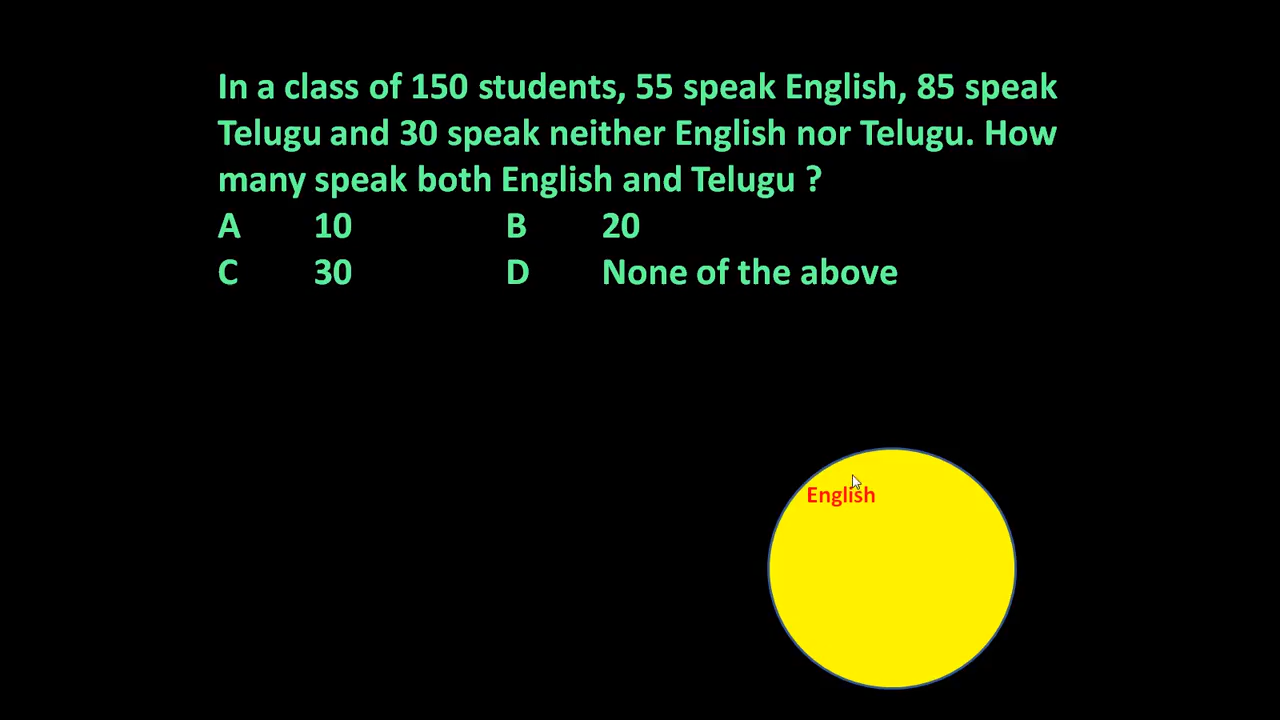 In a class of 150 students, 55 speak English, 85 speak
Telugu and 30 speak neither English nor Telugu. How
many speak both English and Telugu ?
A 10 B 20
C 30 D None of the above
English